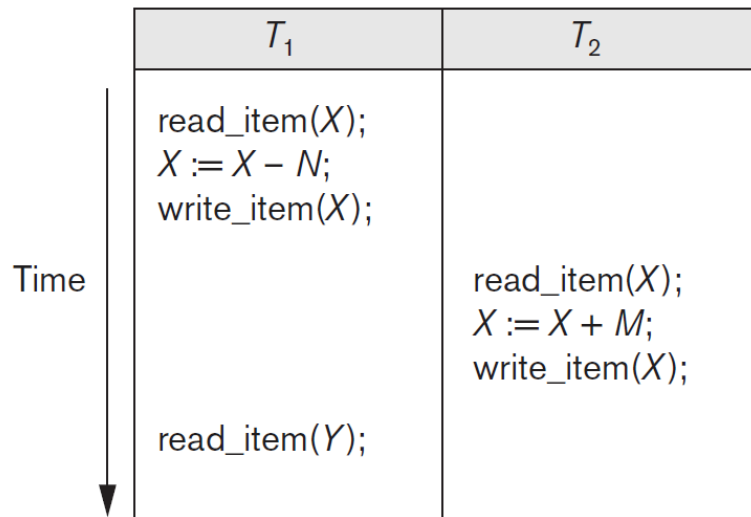 T₁ T₂
read_item(X);
X := X – N;
write_item(X);
Time
read_item(X);
X := X + M;
write_item(X);
read_item(Y);